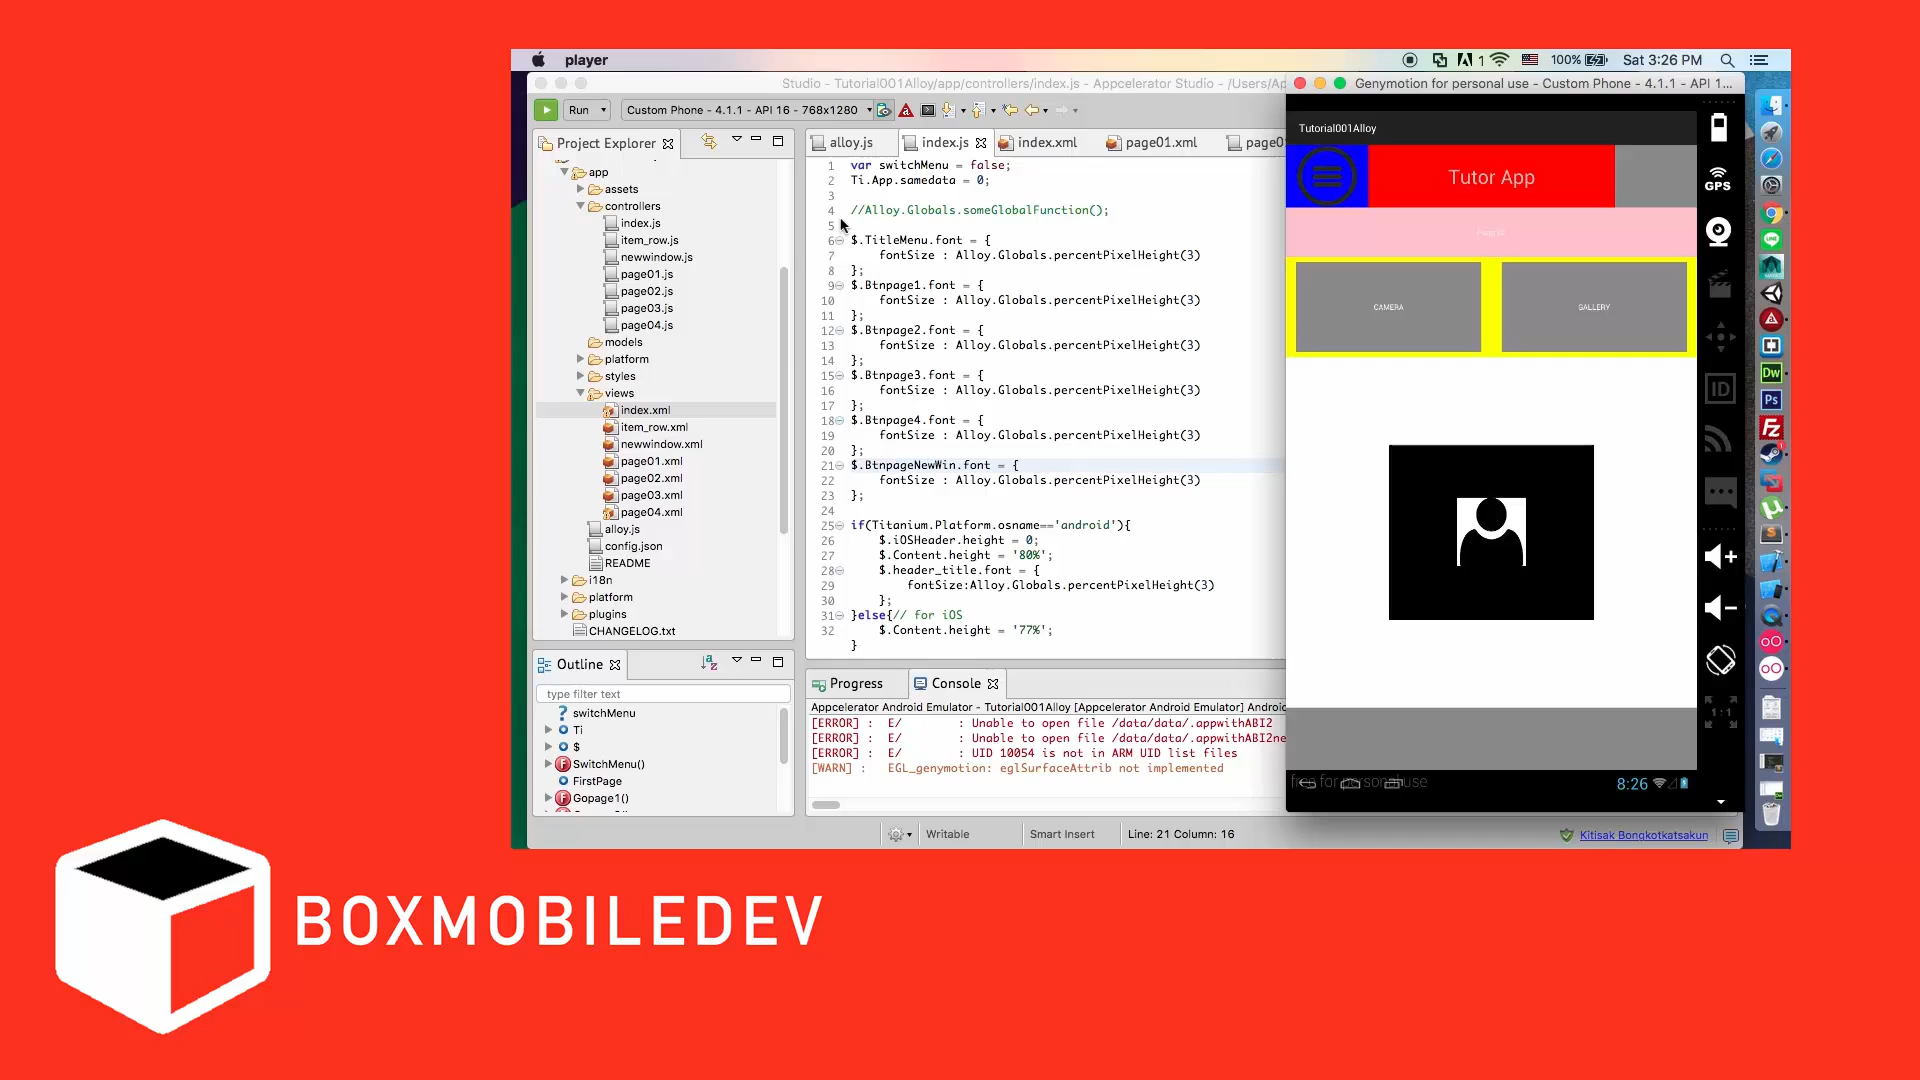 player
1
100%
Sat 3:26 PM
Studio - Tutorial001Alloy/app/controllers/index.js - Appcelerator Studio - /Users/Ap
Genymotion for personal use - Custom Phone - 4.1.1 - API 1...
Run
Custom Phone - 4.1.1 - API 16 - 768x1280
Project Explorer
app
assets
controllers
index.js
item_row.js
newwindow.js
page01.js
page02.js
page03.js
page04.js
models
platform
styles
views
index.xml
item_row.xml
newwindow.xml
page01.xml
page02.xml
page03.xml
page04.xml
alloy.js
config.json
README
i18n
platform
plugins
CHANGELOG.txt
Outline
type filter text
switchMenu
Ti
$
SwitchMenu()
FirstPage
Gopage1()
alloy.js
index.js
index.xml
page01.xml
page0
1 var switchMenu = false;
2 Ti.App.samedata = 0;
3
4 //Alloy.Globals.someGlobalFunction();
5
6 $.TitleMenu.font = {
7 fontSize : Alloy.Globals.percentPixelHeight(3)
8 };
9 $.Btnpage1.font = {
10 fontSize : Alloy.Globals.percentPixelHeight(3)
11 };
12 $.Btnpage2.font = {
13 fontSize : Alloy.Globals.percentPixelHeight(3)
14 };
15 $.Btnpage3.font = {
16 fontSize : Alloy.Globals.percentPixelHeight(3)
17 };
18 $.Btnpage4.font = {
19 fontSize : Alloy.Globals.percentPixelHeight(3)
20 };
21 $.BtnpageNewWin.font = {
22 fontSize : Alloy.Globals.percentPixelHeight(3)
23 };
24
25 if(Titanium.Platform.osname=='android'){
26 $.iOSHeader.height = 0;
27 $.Content.height = '80%';
28 $.header_title.font = {
29 fontSize:Alloy.Globals.percentPixelHeight(3)
30 };
31 }else{// for iOS
32 $.Content.height = '77%';
}
Progress
Console
Appcelerator Android Emulator - Tutorial001Alloy [Appcelerator Android Emulator] Androi
[ERROR] : E/ : Unable to open file /data/data/.appwithABI2
[ERROR] : E/ : Unable to open file /data/data/.appwithABI2ne
[ERROR] : E/ : UID 10054 is not in ARM UID list files
[WARN] : EGL_genymotion: eglSurfaceAttrib not implemented
Writable
Smart Insert
Line: 21 Column: 16
Kitisak Bongkotkatsakun
Tutorial001Alloy
Tutor App
CAMERA
GALLERY
free for personal use
8:26
GPS
ID
1:1
Dw
Ps
Fz
BOXMOBILEDEV